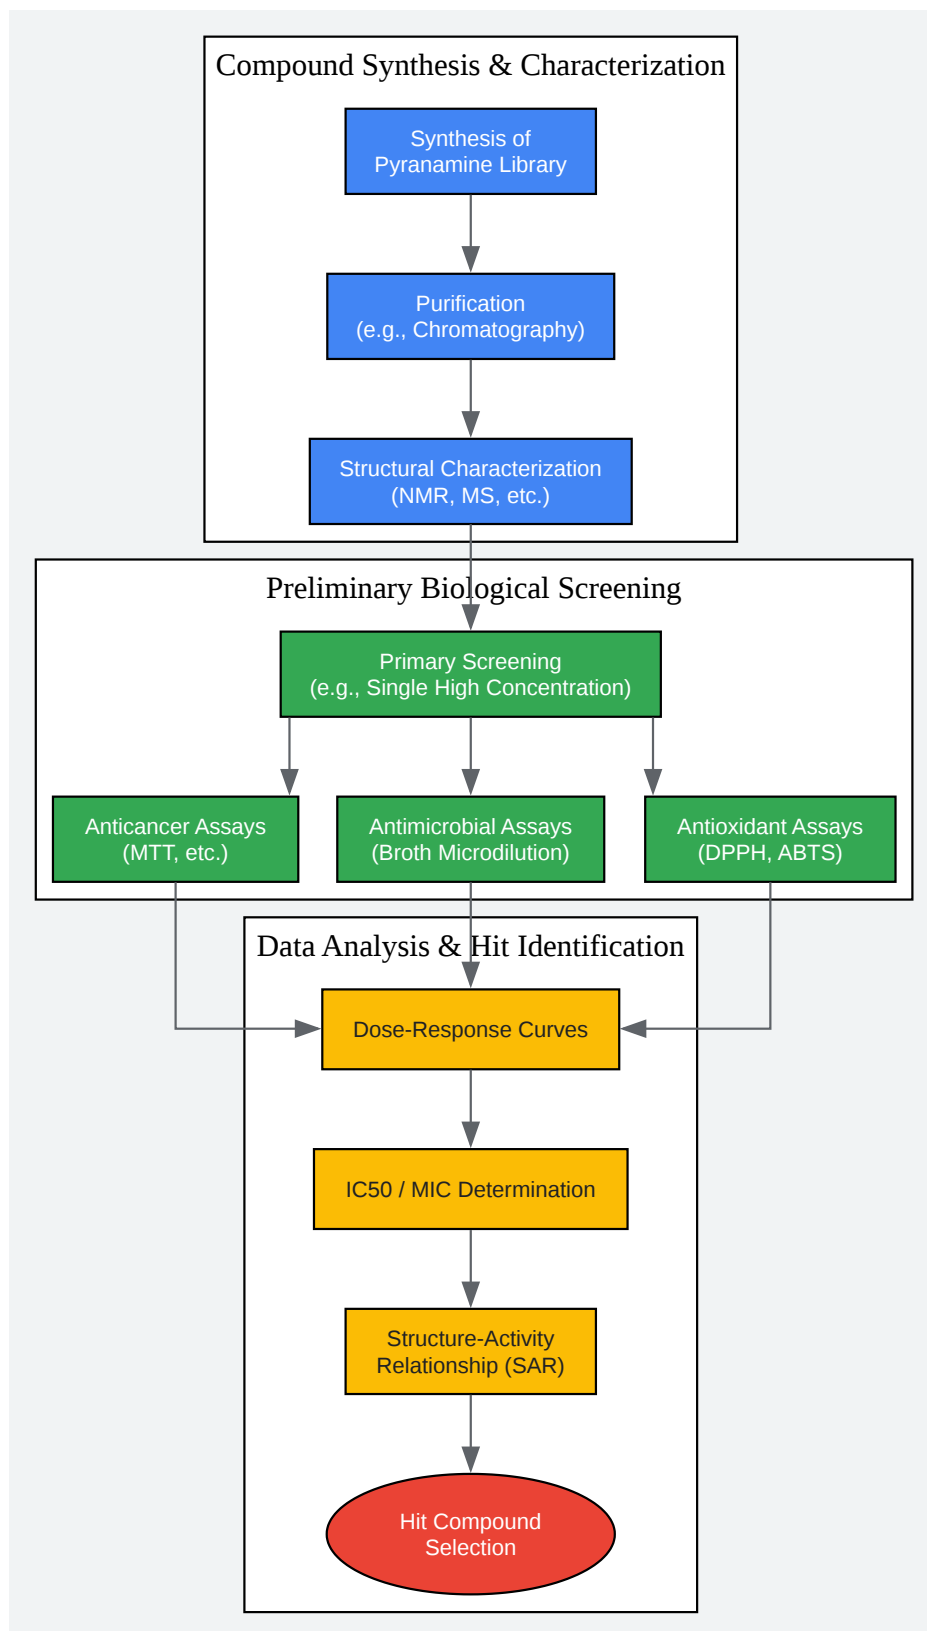 Compound Synthesis & Characterization
Synthesis of
Pyranamine Library
Purification
(e.g., Chromatography)
Structural Characterization
(NMR, MS, etc.)
Preliminary Biological Screening
Primary Screening
(e.g., Single High Concentration)
Anticancer Assays
(MTT, etc.)
Antimicrobial Assays
(Broth Microdilution)
Antioxidant Assays
(DPPH, ABTS)
Data Analysis & Hit Identification
Dose-Response Curves
IC50 / MIC Determination
Structure-Activity
Relationship (SAR)
Hit Compound
Selection